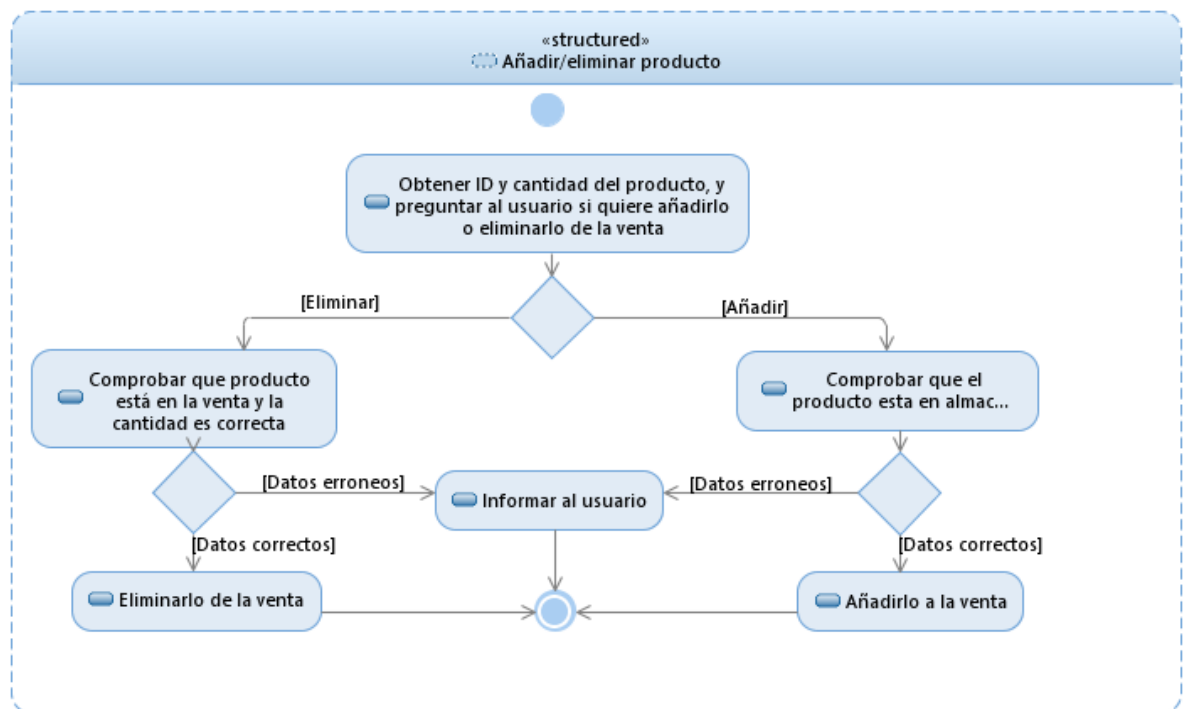 «structured»
Añadir/eliminar producto
Obtener ID y cantidad del producto, y
preguntar al usuario si quiere añadirlo
o eliminarlo de la venta
[Eliminar]
[Añadir]
Comprobar que producto
está en la venta y la
cantidad es correcta
Comprobar que el
producto esta en almac...
[Datos erroneos]
Informar al usuario
[Datos erroneos]
[Datos correctos]
[Datos correctos]
Eliminarlo de la venta
Añadirlo a la venta